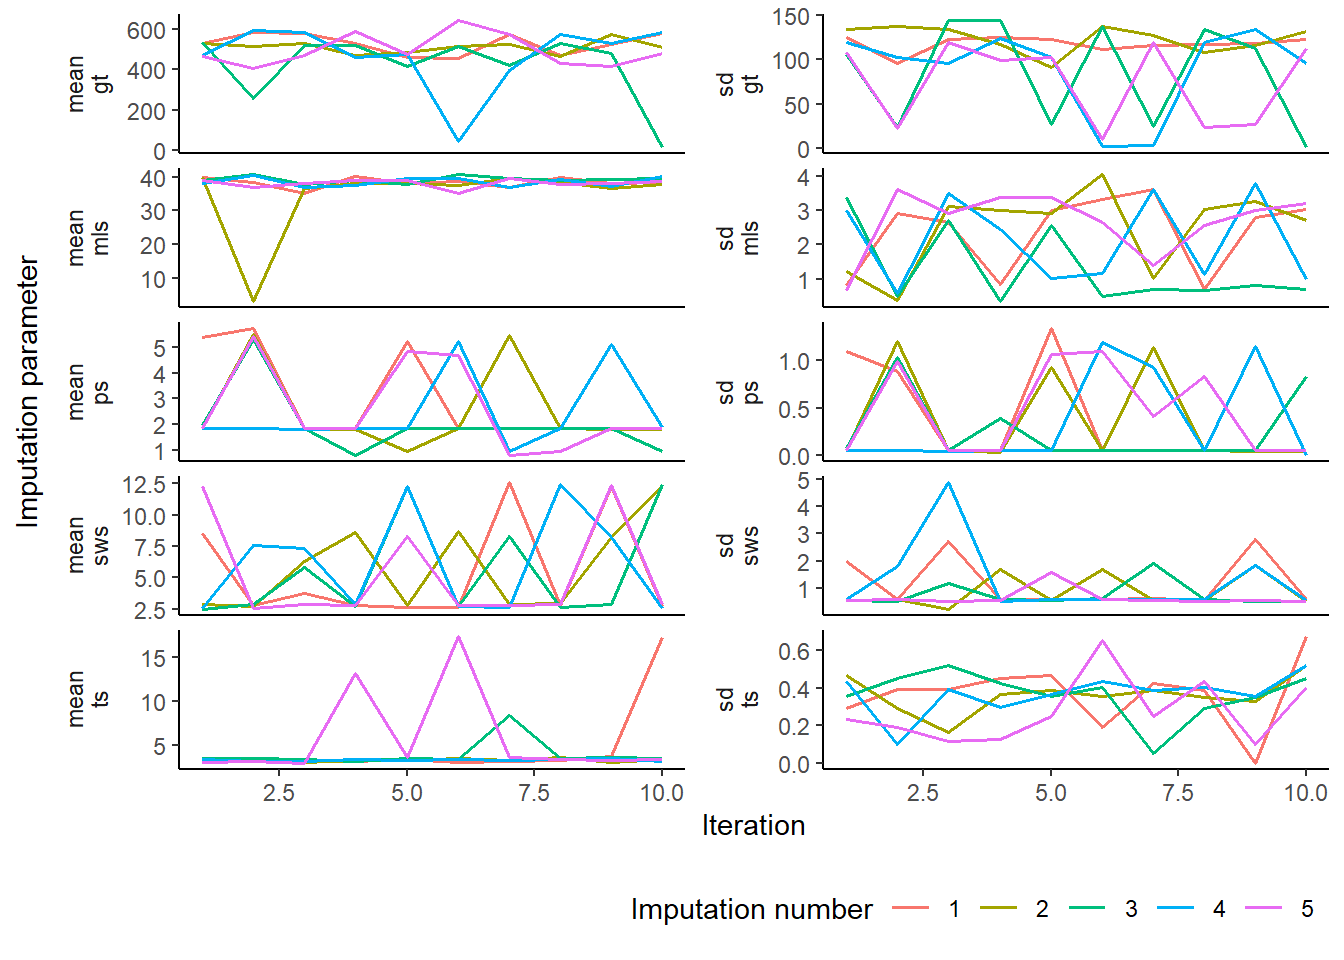 Imputation parameter
mean
gt
600
400
200
0
sd
gt
150
100
50
0
mean
mls
40
30
20
10
sd
mls
4
3
2
1
mean
ps
5
4
3
2
1
sd
ps
1.0
0.5
0.0
mean
sws
12.5
10.0
7.5
5.0
2.5
sd
sws
5
4
3
2
1
mean
ts
15
10
5
sd
ts
0.6
0.4
0.2
0.0
2.5 5.0 7.5 10.0
2.5 5.0 7.5 10.0
Iteration
Imputation number 1 2 3 4 5